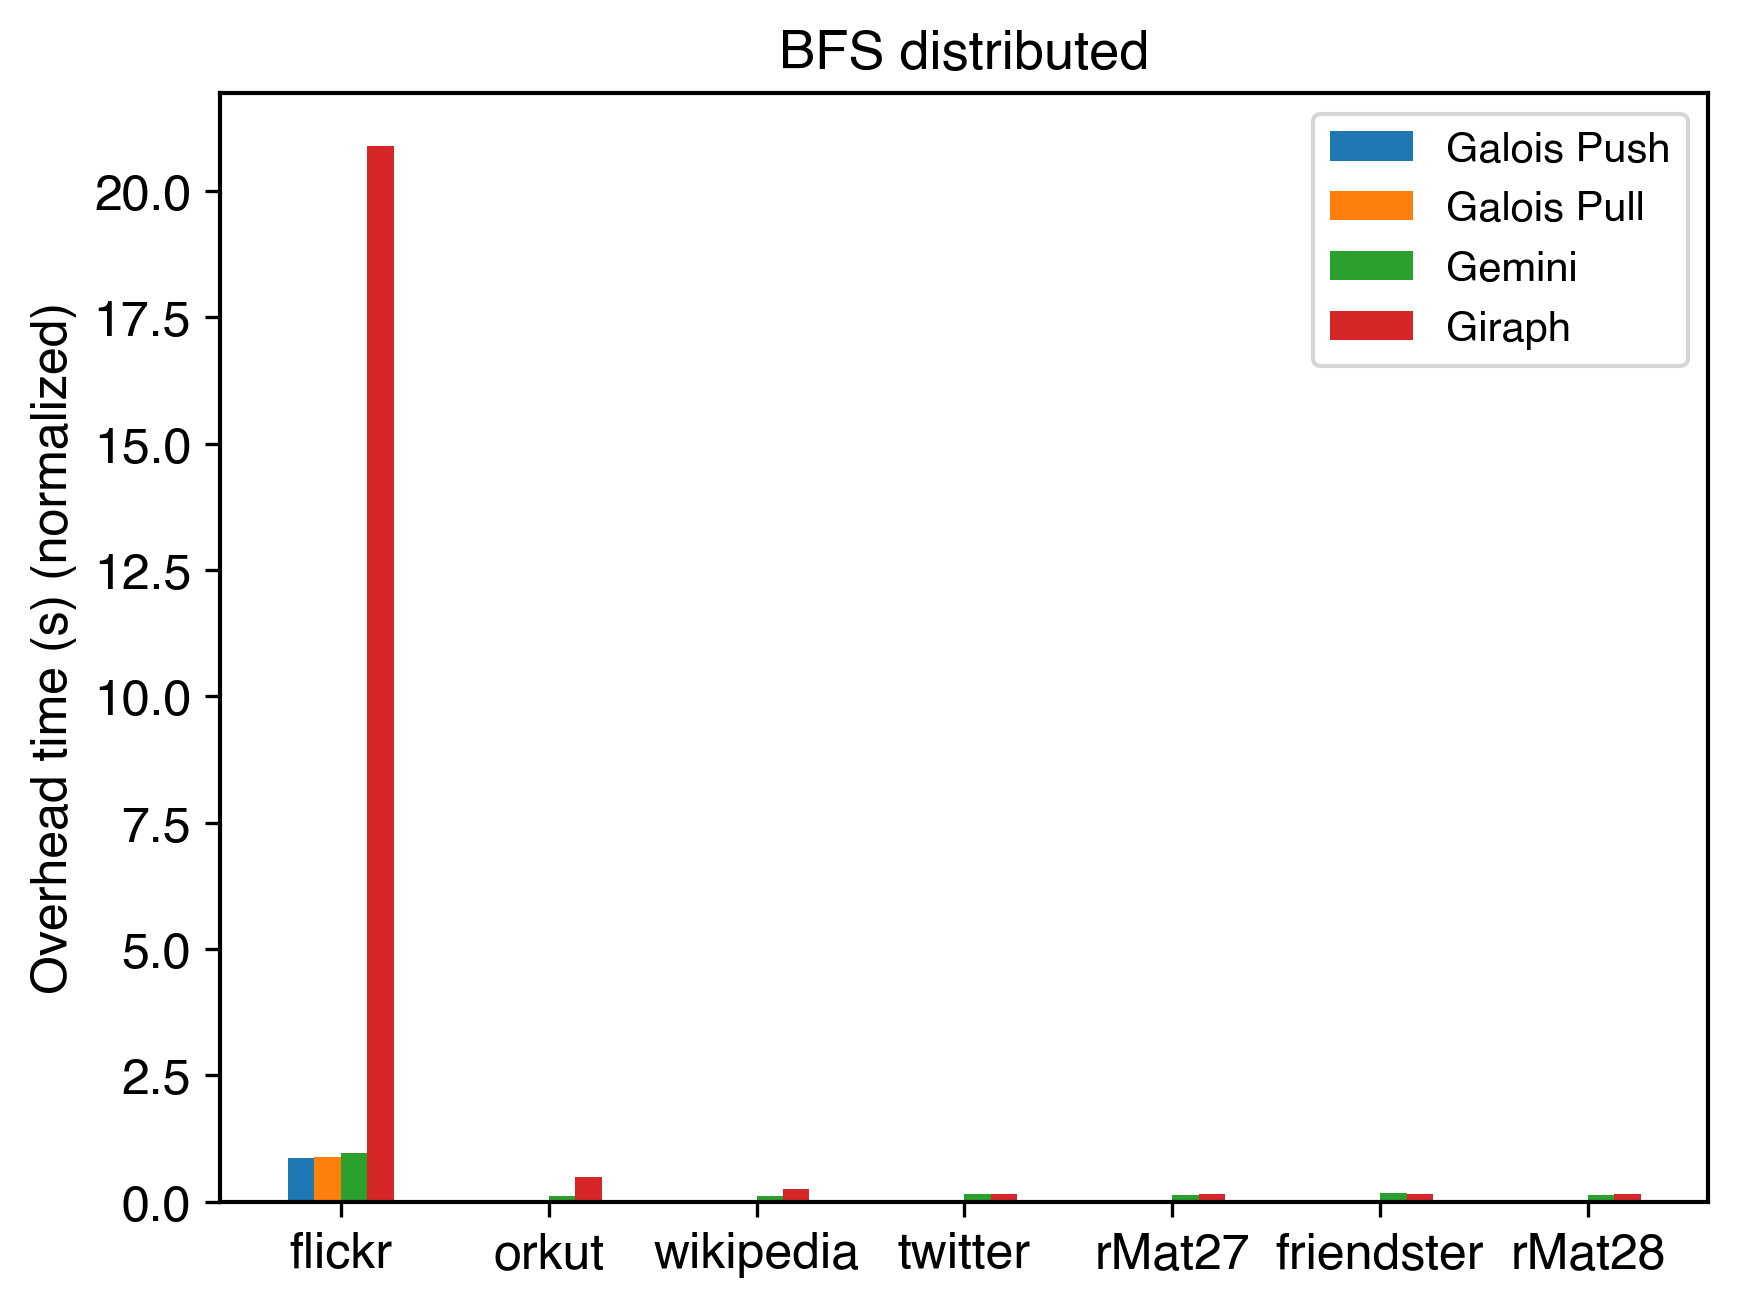 BFS distributed
Overhead time (s) (normalized)
20.0
17.5
15.0
12.5
10.0
7.5
5.0
2.5
0.0
Galois Push
Galois Pull
Gemini
Giraph
flickr orkut wikipedia twitter rMat27 friendster rMat28